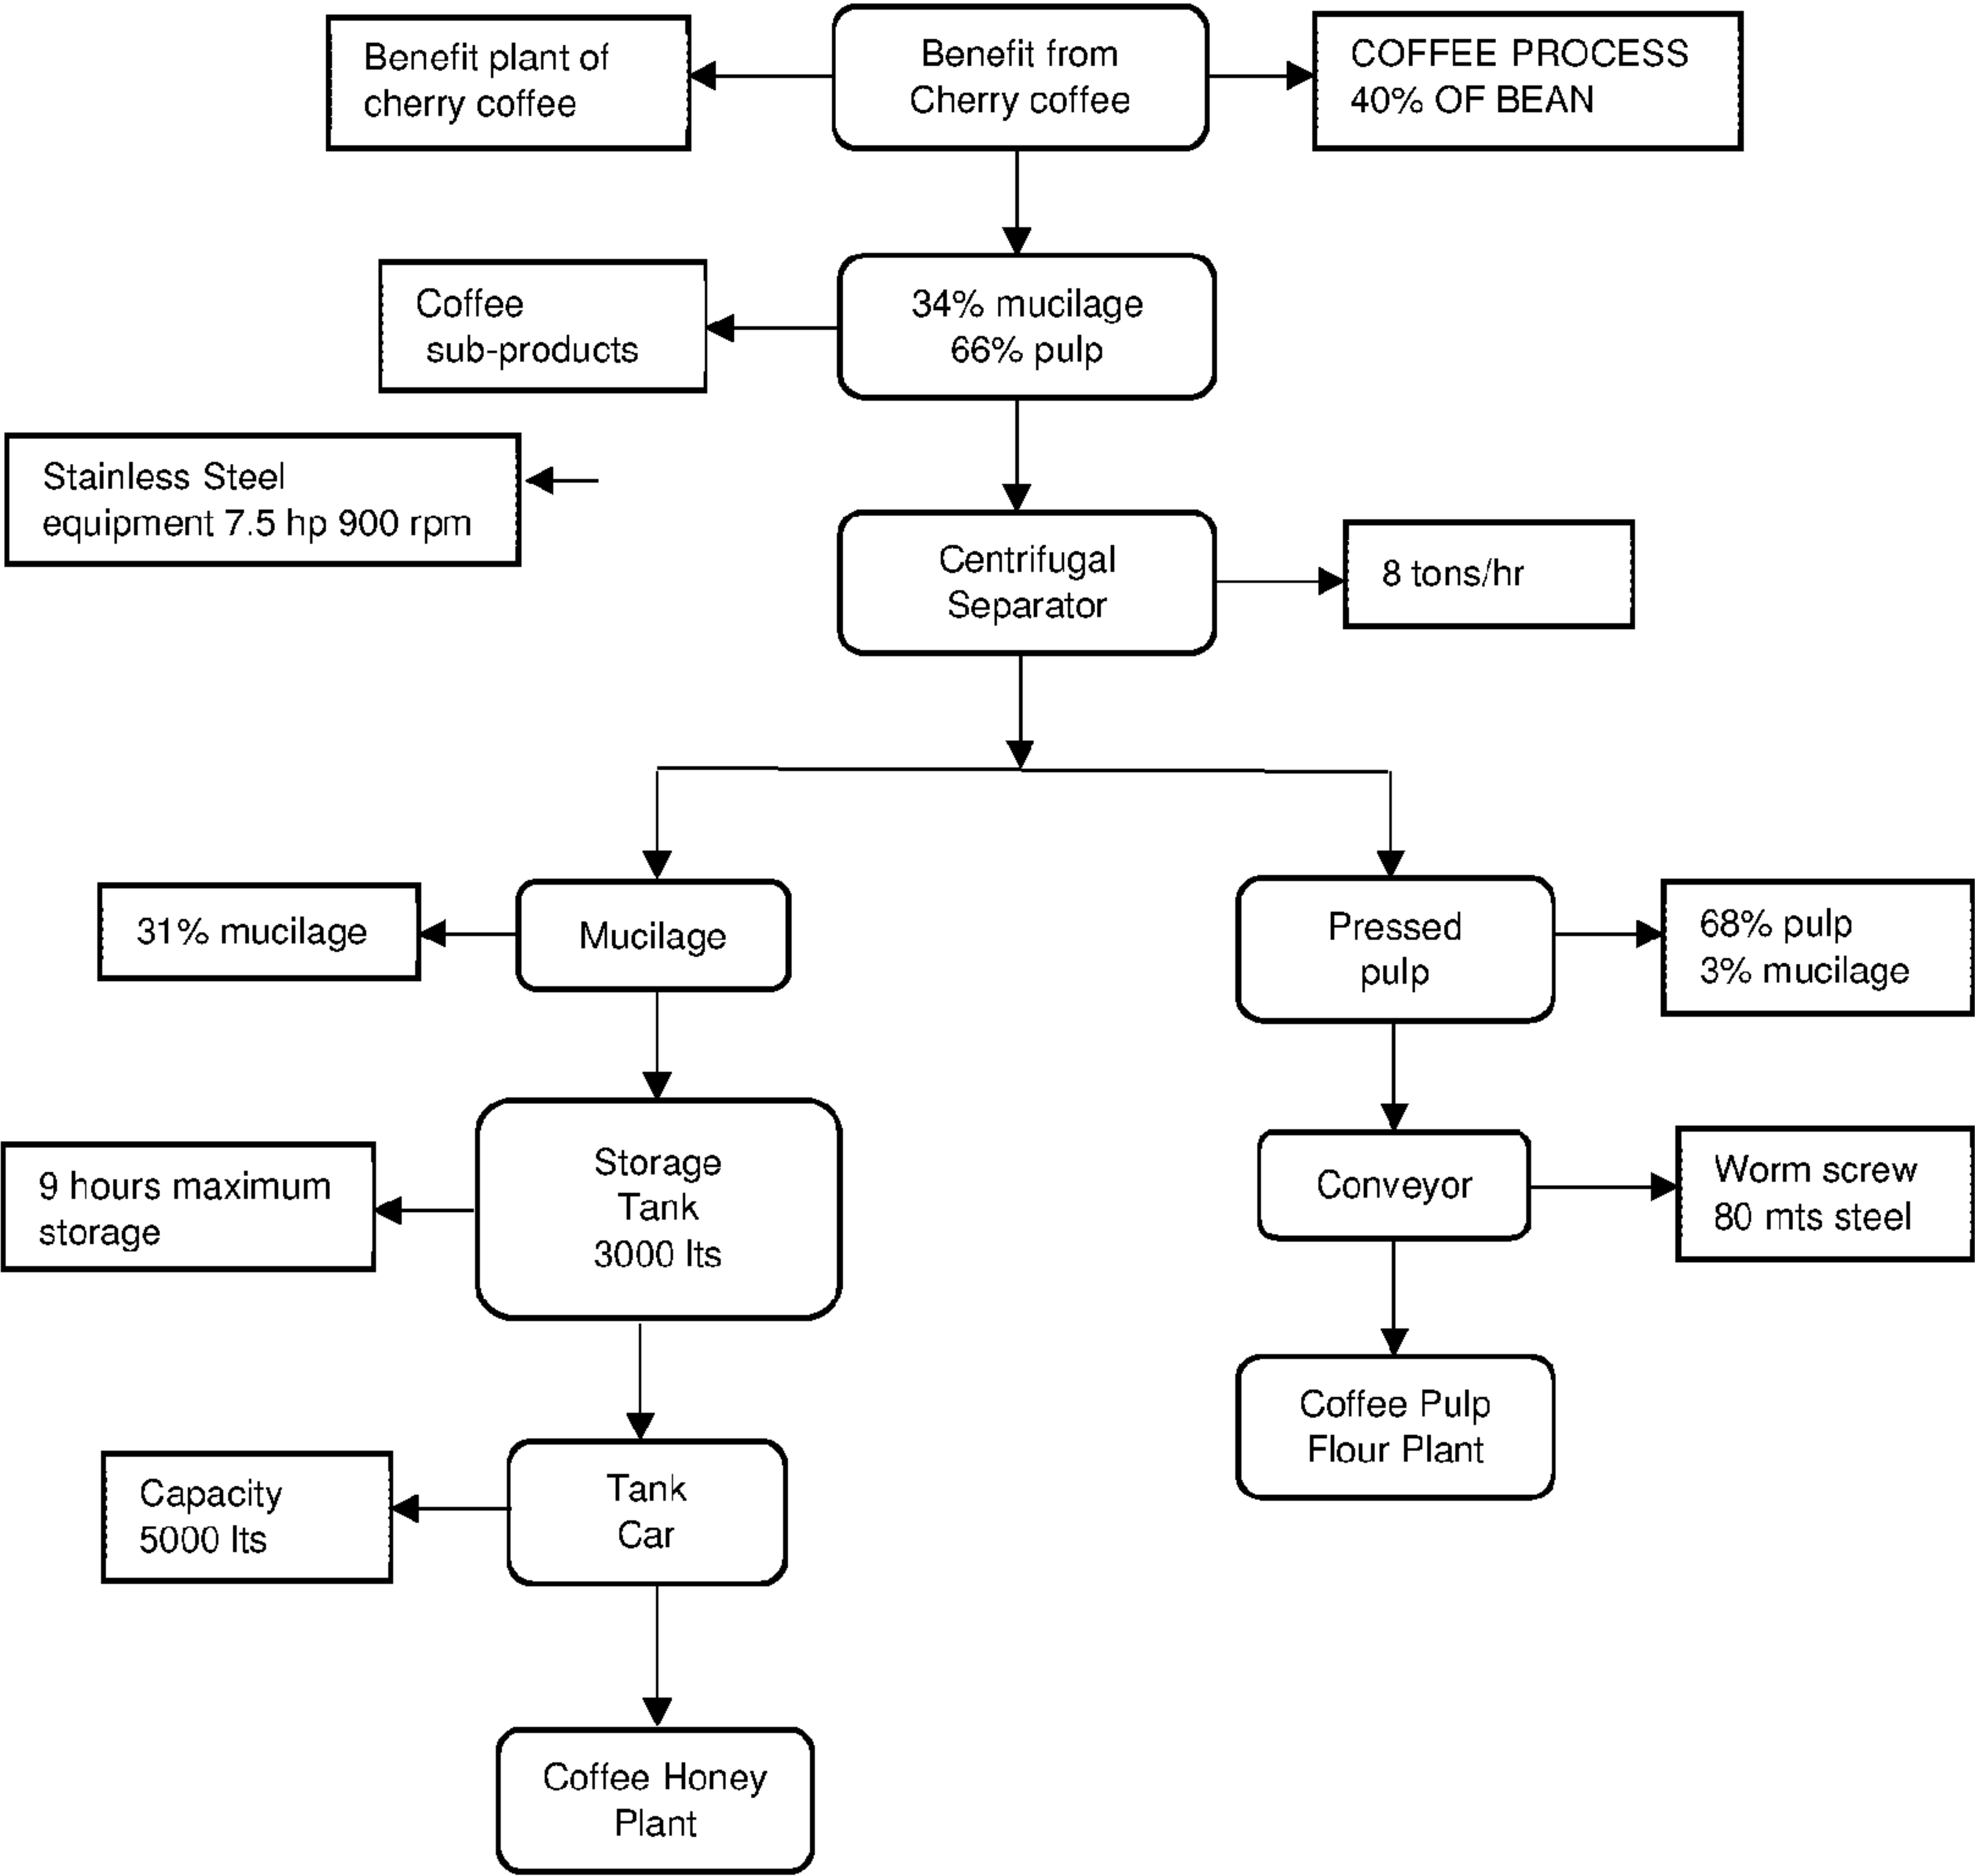 Benefit plant of
cherry coffee
Benefit from
Cherry coffee
COFFEE PROCESS
40% OF BEAN
Coffee
sub-products
34% mucilage
66% pulp
Stainless Steel
equipment 7.5 hp 900 rpm
Centrifugal
Separator
8 tons/hr
31% mucilage
Mucilage
Pressed
pulp
68% pulp
3% mucilage
9 hours maximum
storage
Storage
Tank
3000 lts
Conveyor
Worm screw
80 mts steel
Capacity
5000 lts
Tank
Car
Coffee Pulp
Flour Plant
Coffee Honey
Plant